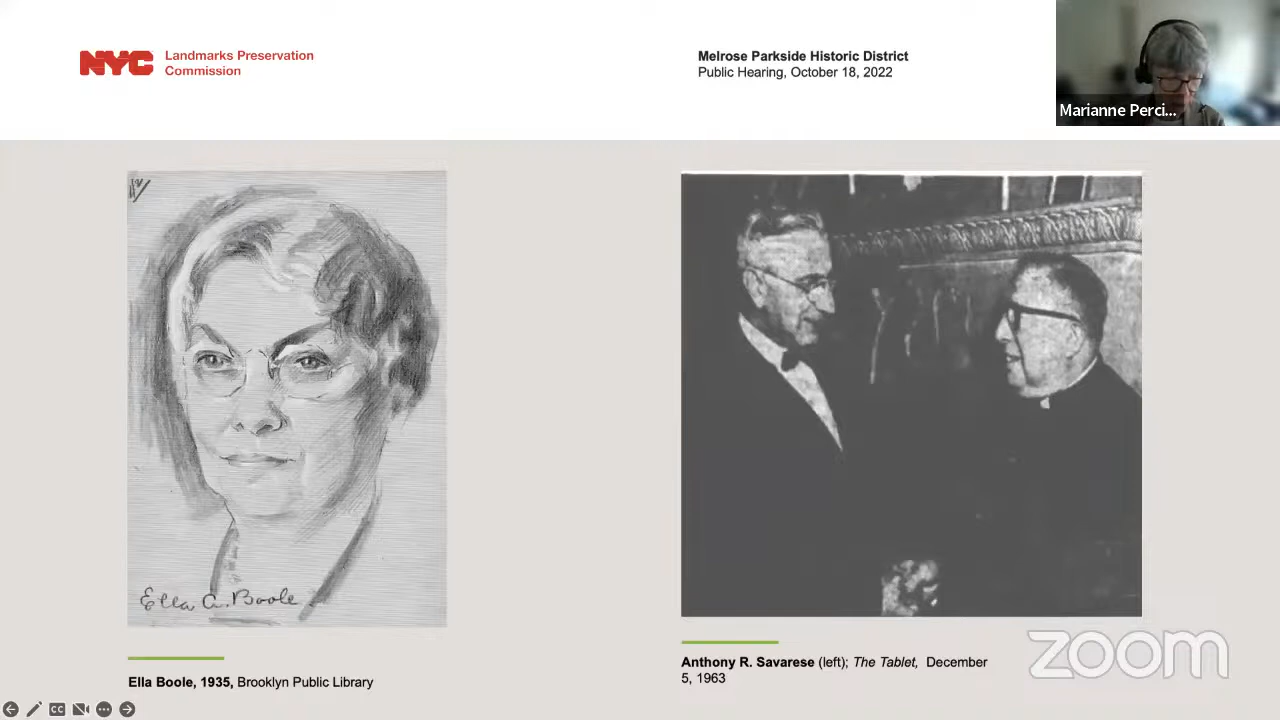 NYC Landmarks Preservation
Commission
Melrose Parkside Historic District
Public Hearing, October 18, 2022
Marianne Perci...
Ella A. Boole
Ella Boole, 1935, Brooklyn Public Library
Anthony R. Savarese (left); The Tablet, December
5, 1963
zoom
CC